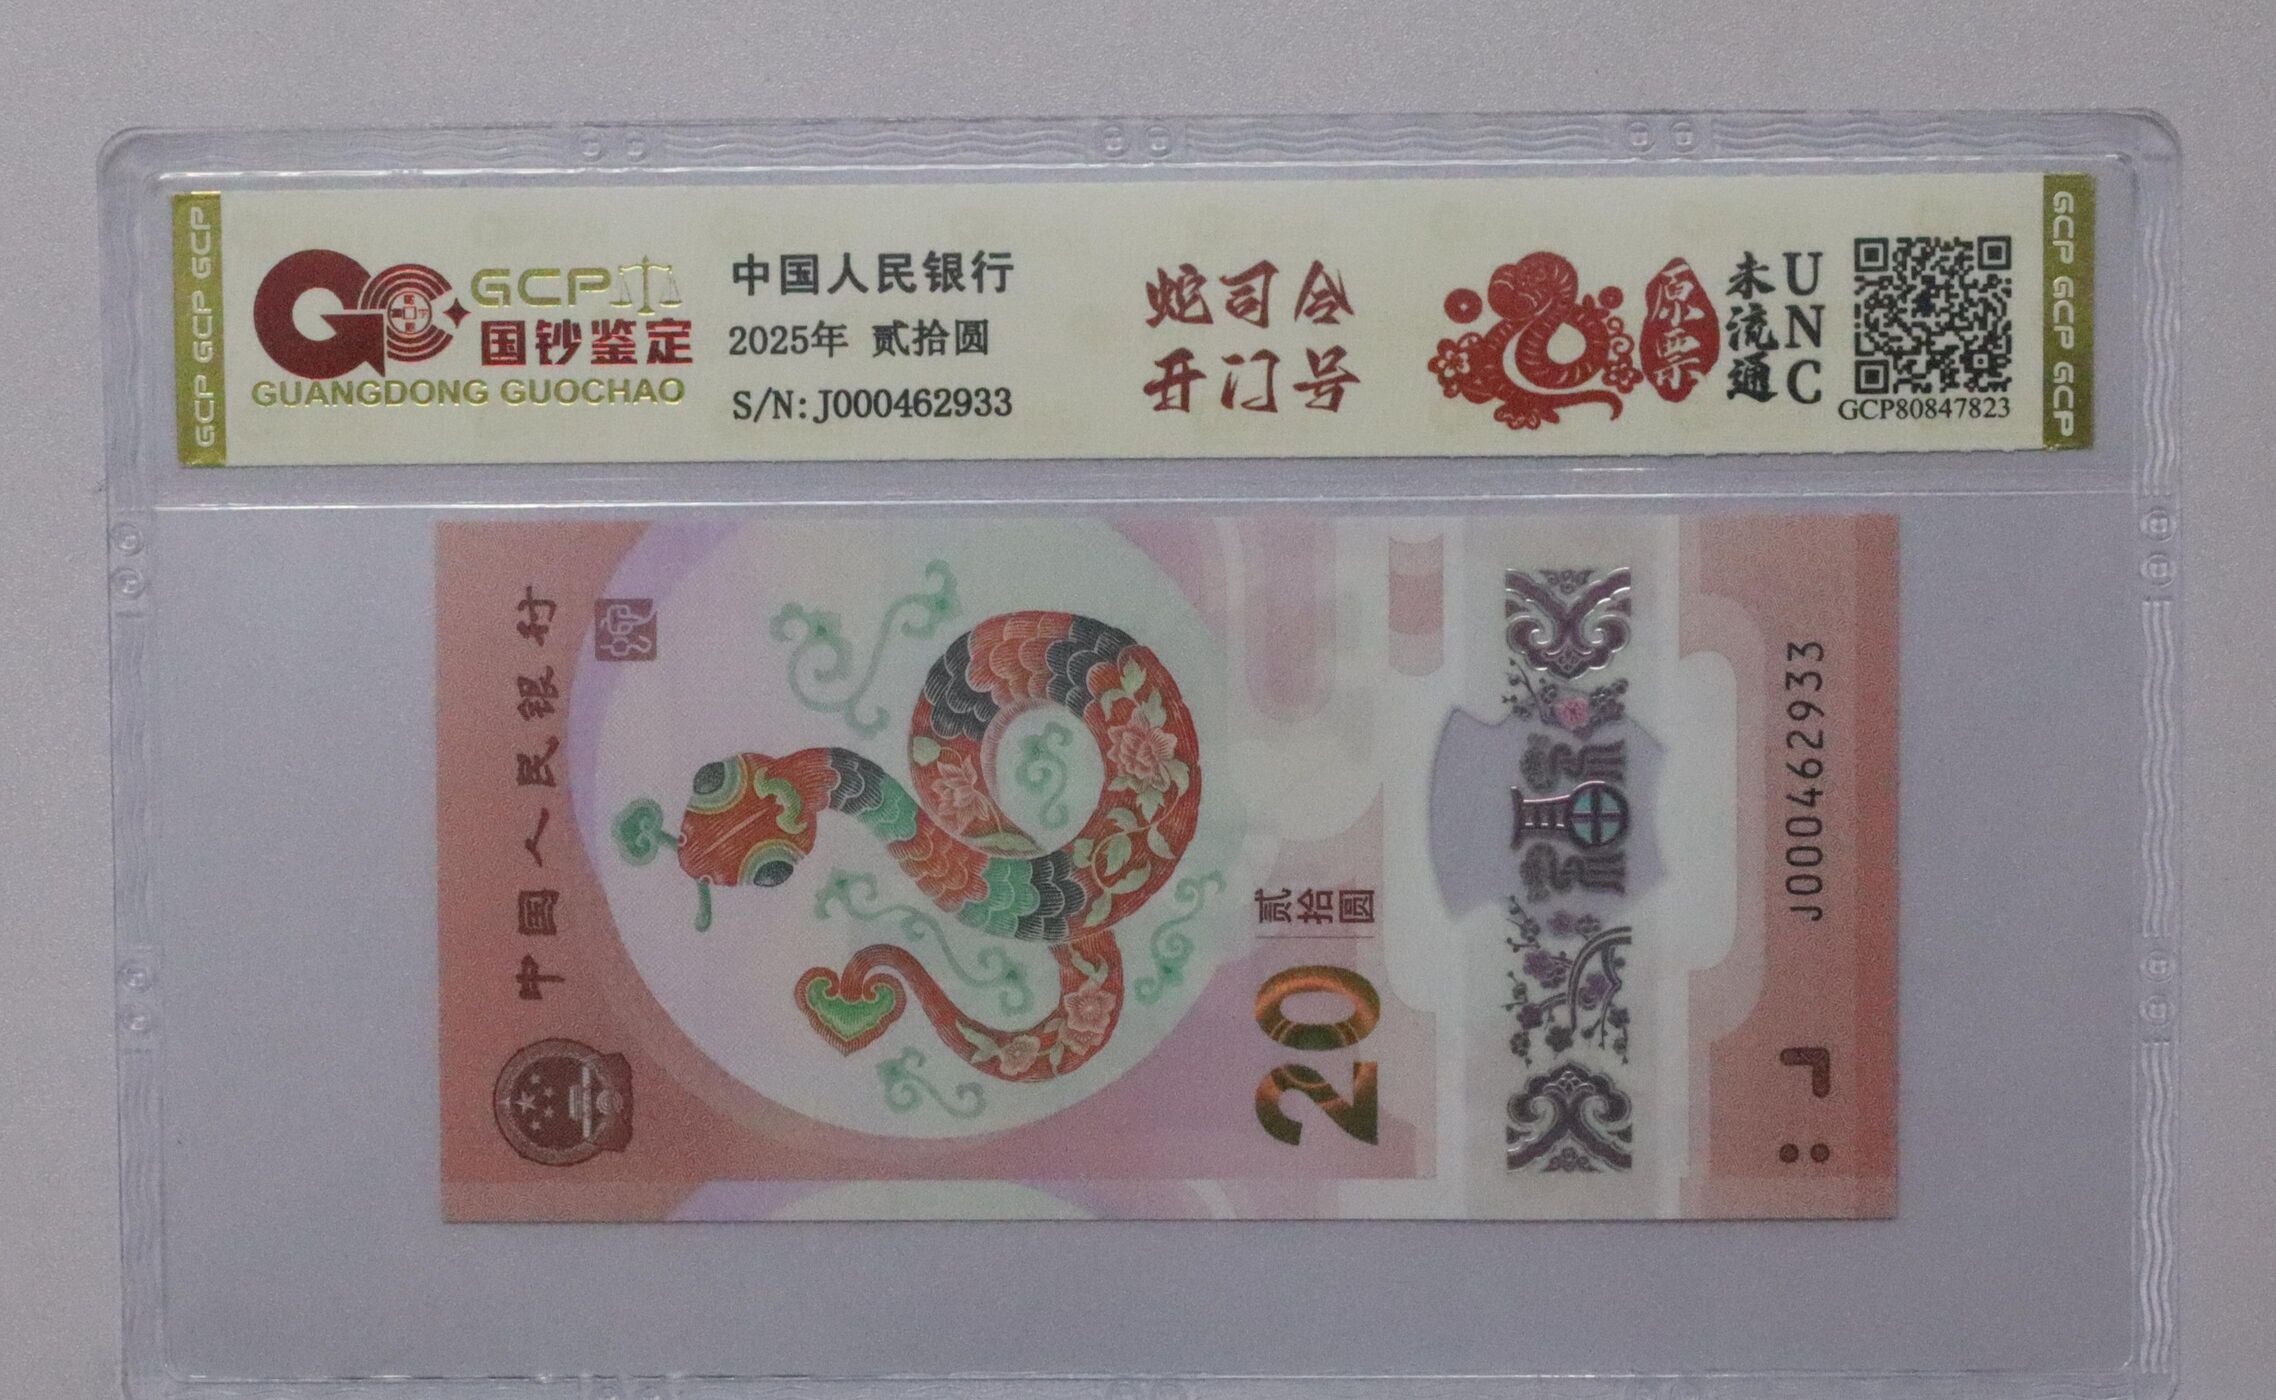 GCP GCP GCP
GCP
国钞鉴定
GUANGDONG GUOCHAO
中国人民银行
2025年 贰拾圆
S/N:J000462933
蛇司令
开门号
原票
未流通
UNC
GCP80847823
GCP GCP GCP
中国人民银行
贰拾圆
20
福
J000462933